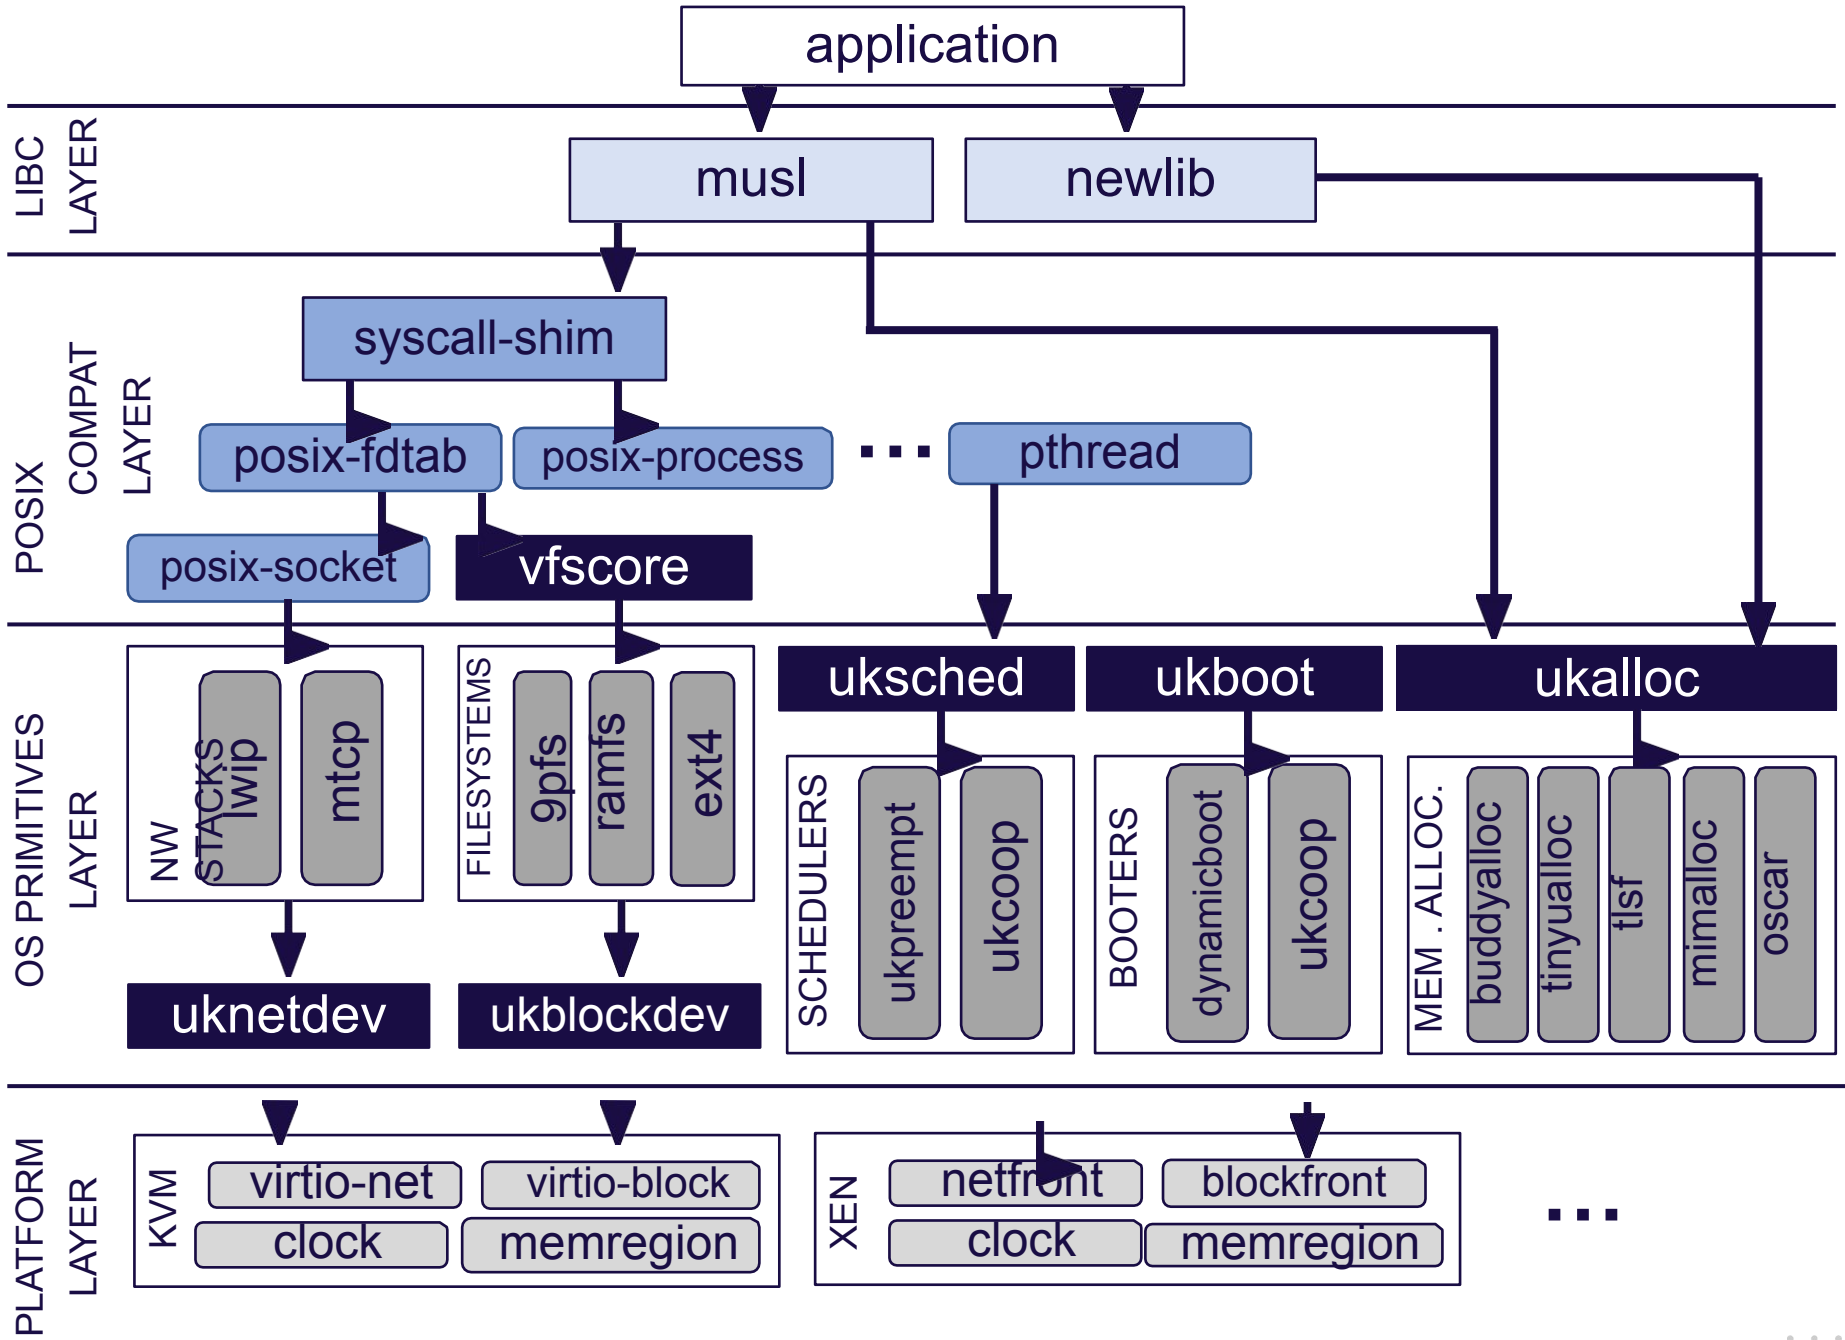 application
LIBC
LAYER
musl
newlib
POSIX
COMPAT
LAYER
syscall-shim
posix-fdtab
posix-process
...
pthread
posix-socket
vfscore
OS PRIMITIVES
LAYER
NW
STACKS
lwip
mtcp
FILESYSTEMS
9pfs
ramfs
ext4
uksched
ukboot
ukalloc
SCHEDULERS
ukpreempt
ukcoop
BOOTERS
dynamicboot
ukcoop
MEM . ALLOC.
buddyalloc
tinyualloc
tlsf
mimalloc
oscar
uknetdev
ukblockdev
PLATFORM
LAYER
KVM
virtio-net
virtio-block
clock
memregion
XEN
netfront
blockfront
clock
memregion
...